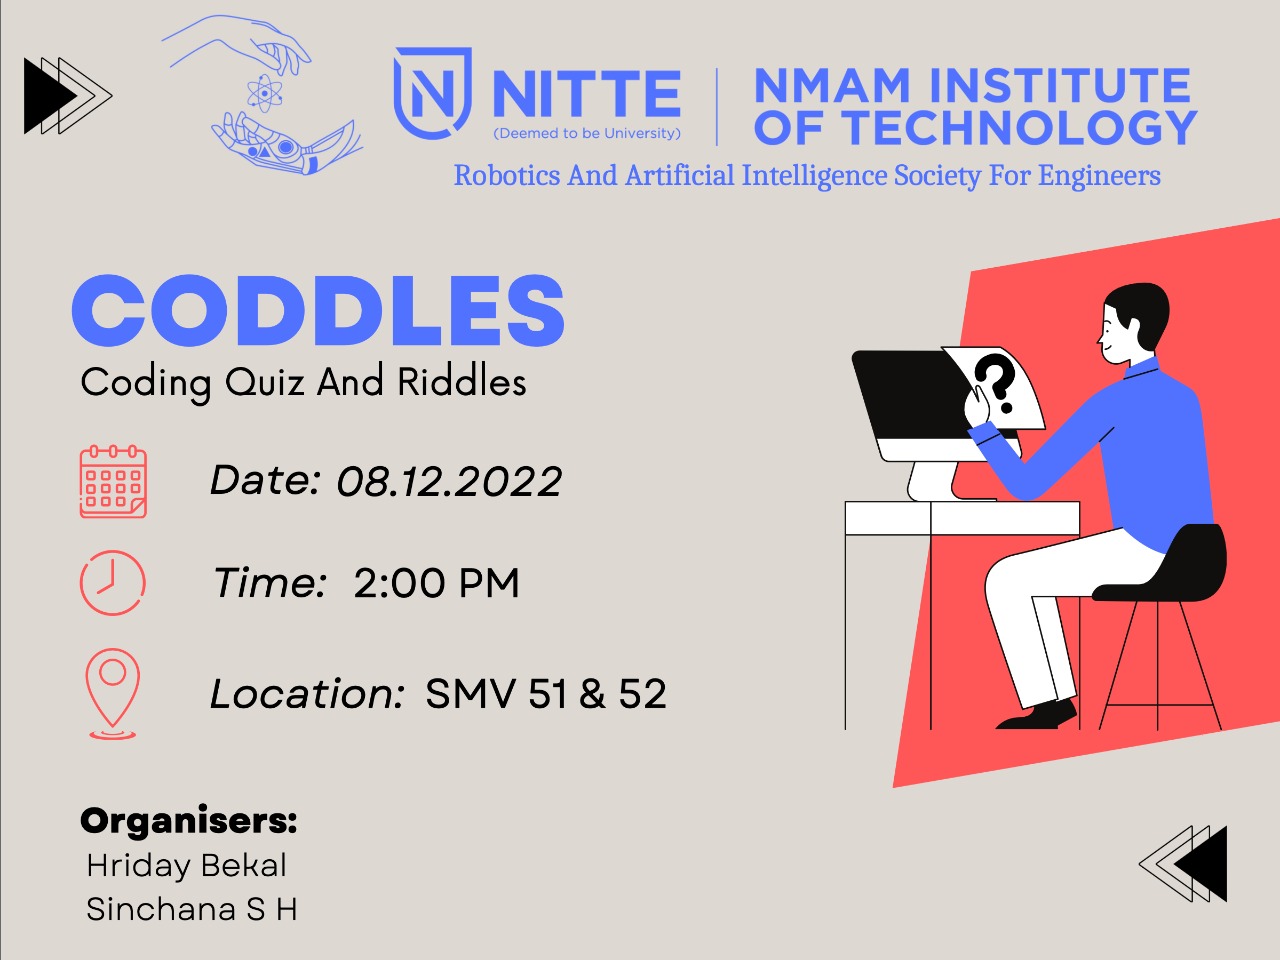 NITTE
(Deemed to be University)
NMAM INSTITUTE
OF TECHNOLOGY
Robotics And Artificial Intelligence Society For Engineers
CODDLES
Coding Quiz And Riddles
Date: 08.12.2022
Time: 2:00 PM
Location: SMV 51 & 52
?
Organisers:
Hriday Bekal
Sinchana S H